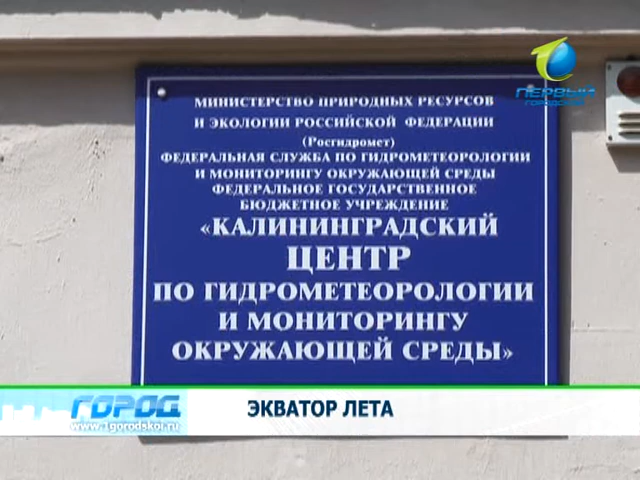 ПЕРВЫЙ
ГОРОДСКОЙ
МИНИСТЕРСТВО ПРИРОДНЫХ РЕСУРСОВ
И ЭКОЛОГИИ РОССИЙСКОЙ ФЕДЕРАЦИИ
(Росгидромет)
ФЕДЕРАЛЬНАЯ СЛУЖБА ПО ГИДРОМЕТЕОРОЛОГИИ
И МОНИТОРИНГУ ОКРУЖАЮЩЕЙ СРЕДЫ
ФЕДЕРАЛЬНОЕ ГОСУДАРСТВЕННОЕ
БЮДЖЕТНОЕ УЧРЕЖДЕНИЕ
«КАЛИНИНГРАДСКИЙ
ЦЕНТР
ПО ГИДРОМЕТЕОРОЛОГИИ
И МОНИТОРИНГУ
ОКРУЖАЮЩЕЙ СРЕДЫ»
ГОРОД
www.1gorodskoi.ru
ЭКВАТОР ЛЕТА